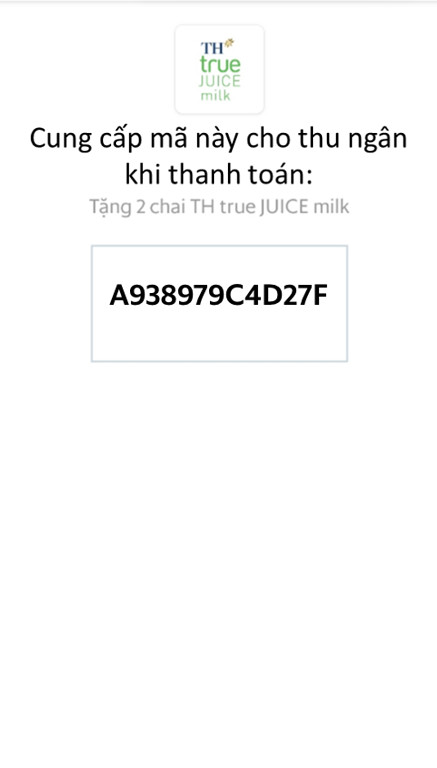 TH
true
JUICE
milk
Cung cấp mã này cho thu ngân
khi thanh toán:
Tặng 2 chai TH true JUICE milk
A938979C4D27F